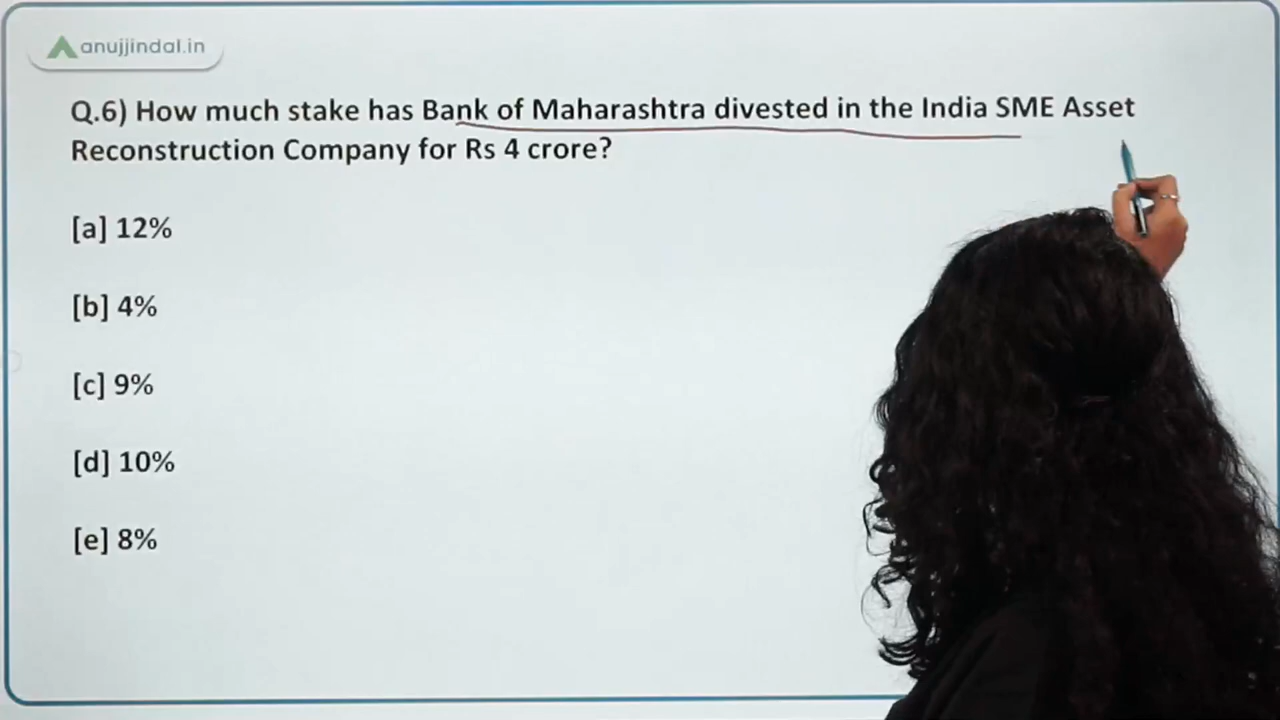 anujjindal.in
Q.6) How much stake has Bank of Maharashtra divested in the India SME Asset
Reconstruction Company for Rs 4 crore?
[a] 12%
[b] 4%
[c] 9%
[d] 10%
[e] 8%